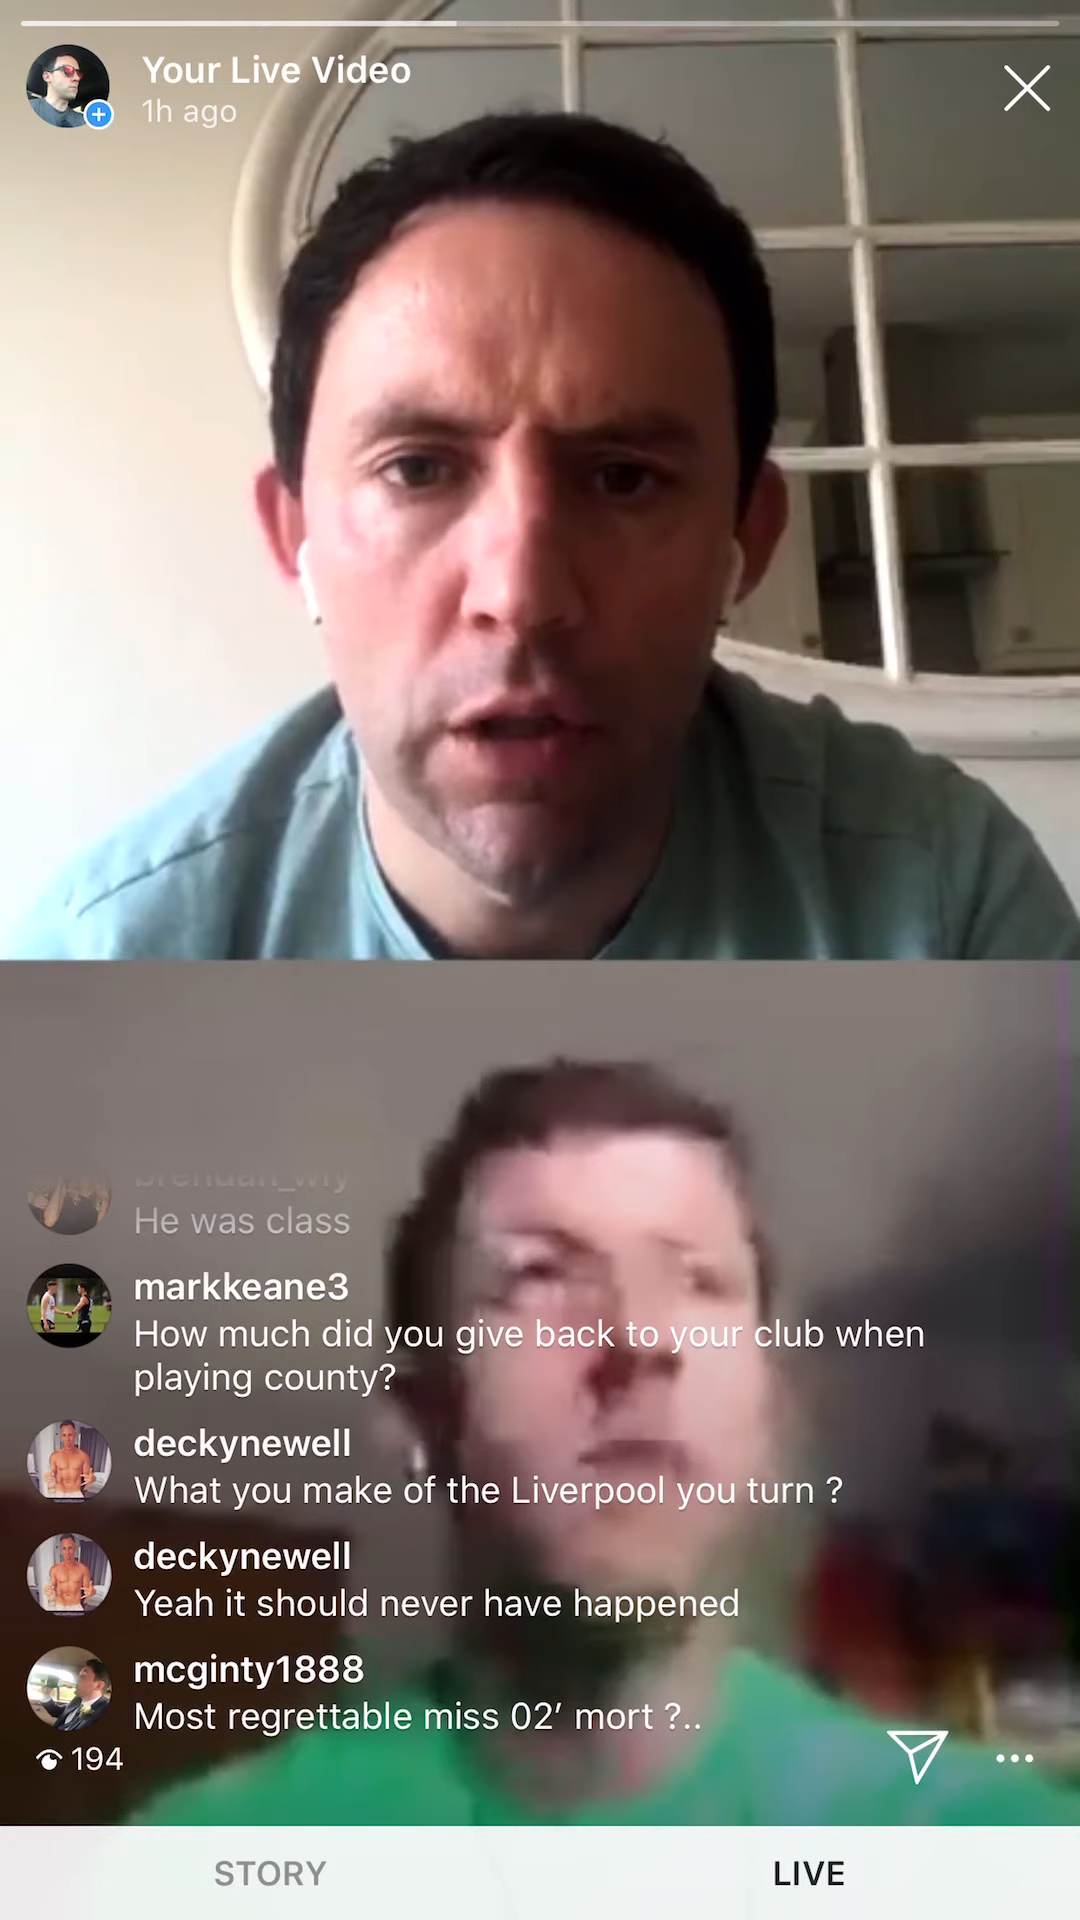 Your Live Video
1h ago
brendan_wry
He was class
markkeane3
How much did you give back to your club when
playing county?
deckynewell
What you make of the Liverpool you turn ?
deckynewell
Yeah it should never have happened
mcginty1888
Most regrettable miss 02’ mort ?..
194
STORY
LIVE